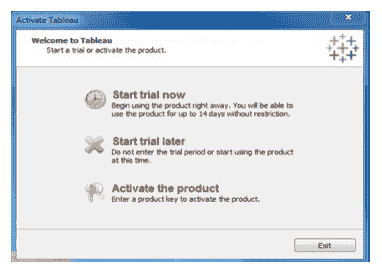 Activate Tableau
Welcome to Tableau
Start a trial or activate the product.
Start trial now
Begin using the product right away. You will be able to
use the product for up to 14 days without restriction.
Start trial later
Do not enter the trial period or start using the product
at this time.
Activate the product
Enter a product key to activate the product.
Exit